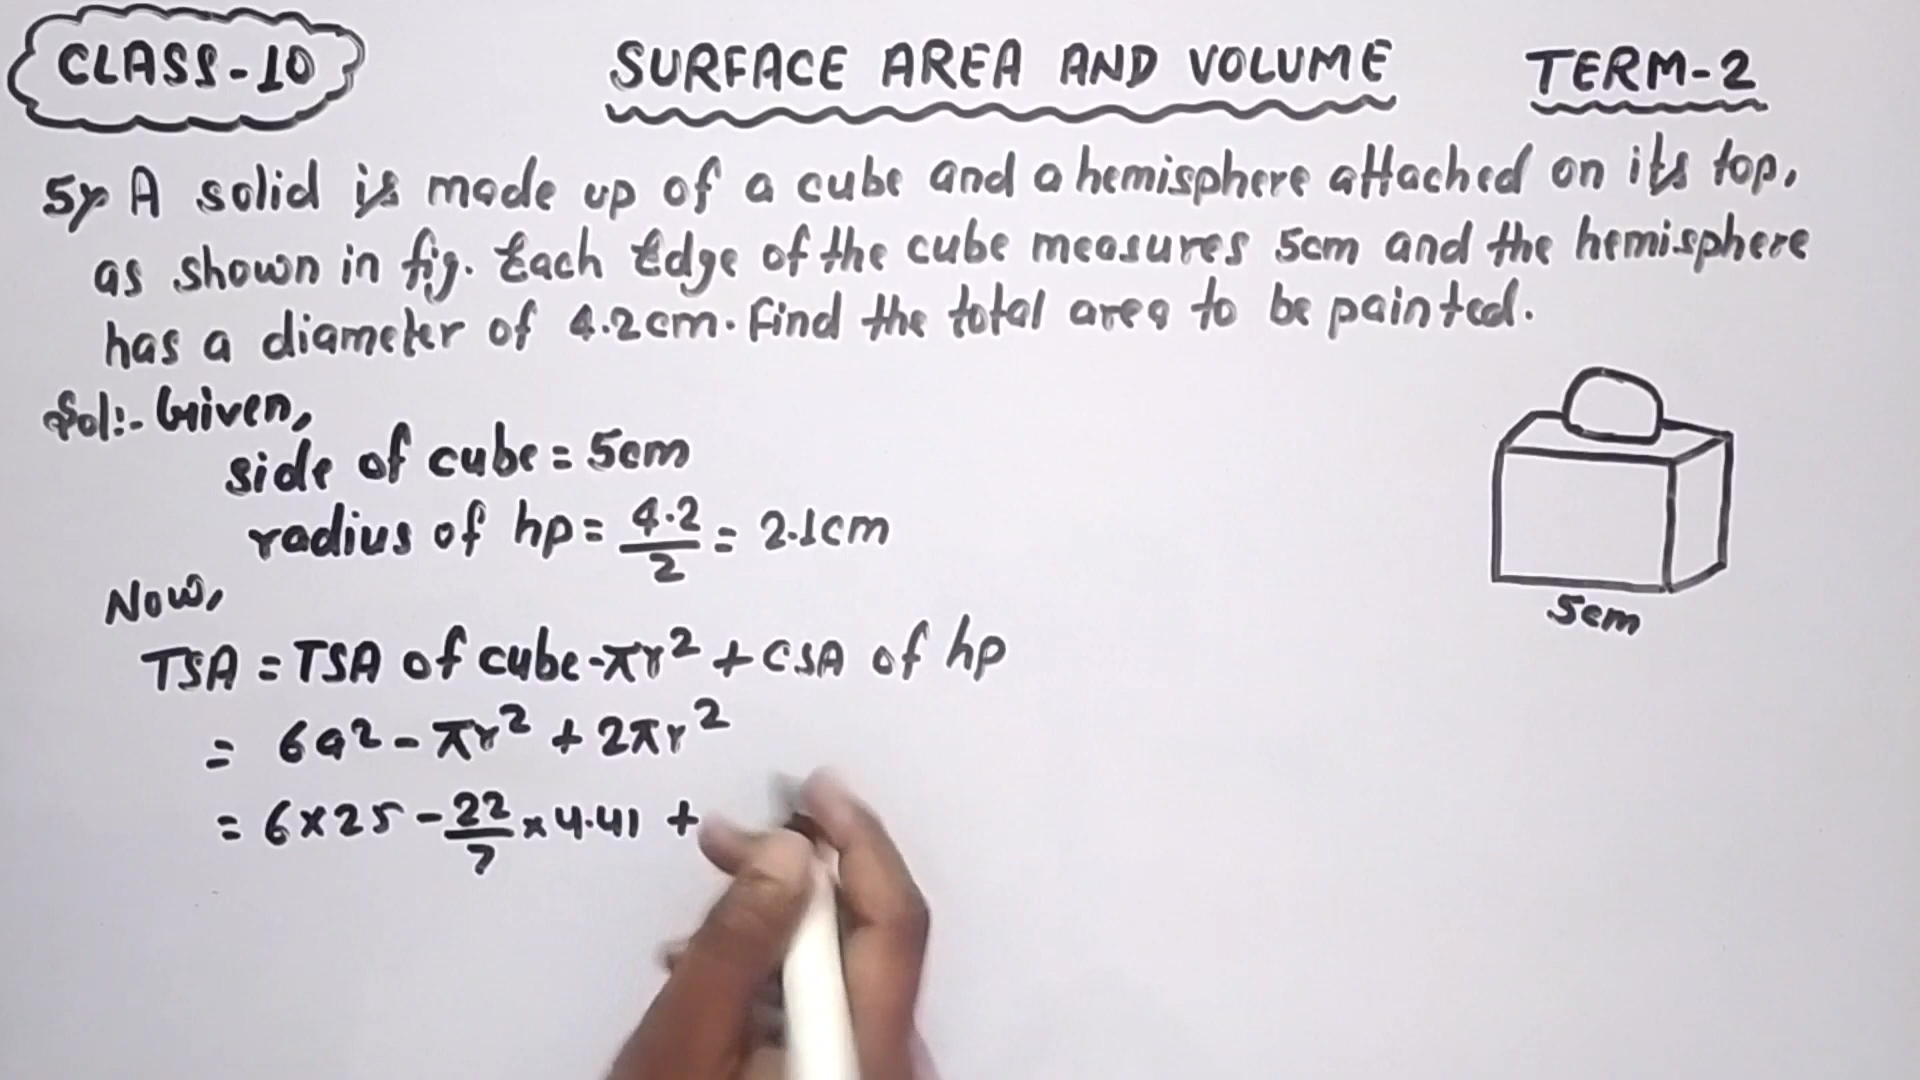 CLASS-10
SURFACE AREA AND VOLUME
TERM-2
5) A solid is made up of a cube and a hemisphere attached on its top,
as shown in fig. Each Edge of the cube measures 5cm and the hemisphere
has a diameter of 4.2cm. Find the total area to be painted.
Sol:- Given,
side of cube = 5cm
radius of hp = 4.2/2 = 2.1cm
Now,
TSA = TSA of cube - πr² + CSA of hp
= 6a² - πr² + 2πr²
= 6×25 - 22/7 × 4.41 +
5cm